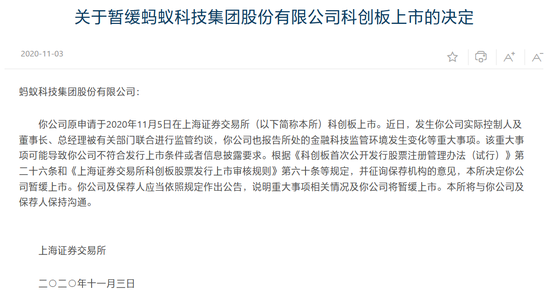 关于暂缓蚂蚁科技集团股份有限公司科创板上市的决定
2020-11-03
A+ A-
蚂蚁科技集团股份有限公司：
你公司原申请于2020年11月5日在上海证券交易所（以下简称本所）科创板上市。近日，发生你公司实际控制人及
董事长、总经理被有关部门联合进行监管约谈，你公司也报告所处的金融科技监管环境发生变化等重大事项。该重大事
项可能导致你公司不符合发行上市条件或者信息披露要求。根据《科创板首次公开发行股票注册管理办法（试行）》第
二十六条和《上海证券交易所科创板股票发行上市审核规则》第六十条等规定，并征询保荐机构的意见，本所决定你公
司暂缓上市。你公司及保荐人应当依照规定作出公告，说明重大事项相关情况及你公司将暂缓上市。本所将与你公司及
保荐人保持沟通。
上海证券交易所
二〇二〇年十一月三日